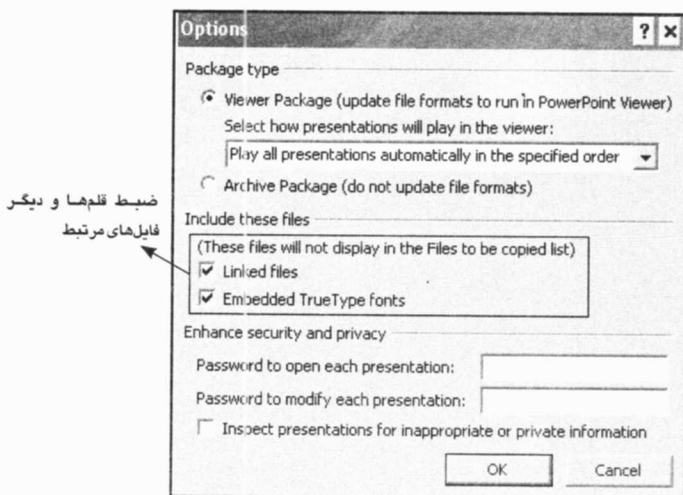 Options
Package type
Viewer Package (update file formats to run in PowerPoint Viewer)
Select how presentations will play in the viewer:
Play all presentations automatically in the specified order
Archive Package (do not update file formats)
ضبط قلم‌ها و دیگر
فایل‌های مرتبط
Include these files
(These files will not display in the Files to be copied list)
Linked files
Embedded TrueType fonts
Enhance security and privacy
Password to open each presentation:
Password to modify each presentation:
Inspect presentations for inappropriate or private information
OK Cancel